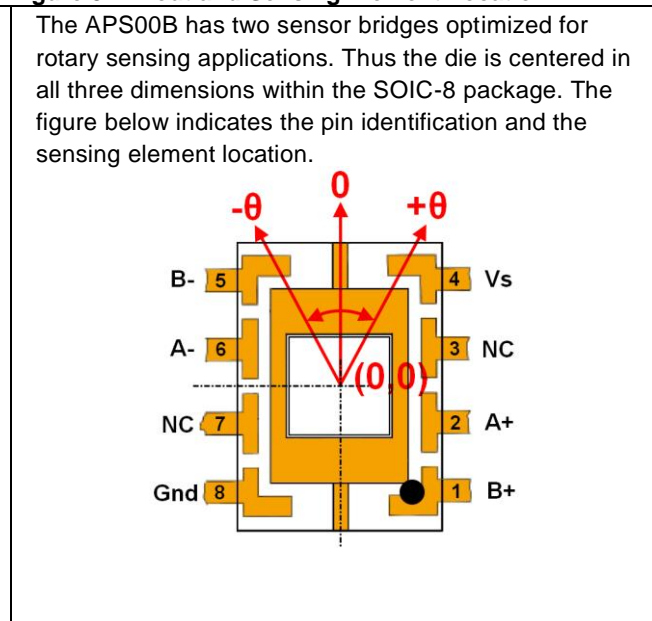 The APS00B has two sensor bridges optimized for
rotary sensing applications. Thus the die is centered in
all three dimensions within the SOIC-8 package. The
figure below indicates the pin identification and the
sensing element location.
0
-θ +θ
B- 5 4 Vs
A- 6 3 NC
(0,0)
NC 7 2 A+
Gnd 8 1 B+